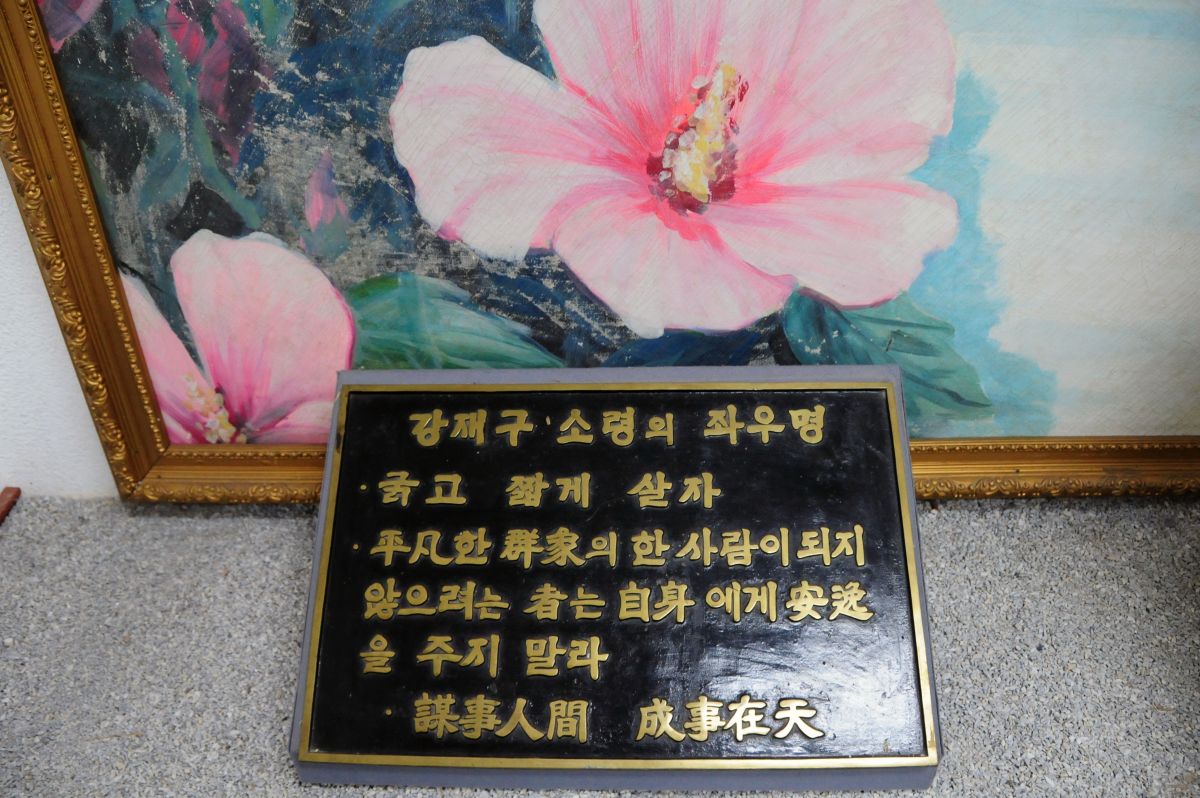 강재구 소령의 좌우명
· 굵고 짧게 살자
· 平凡한 群衆의 한 사람이 되지
않으려는 者는 自身에게 安逸
을 주지 말라
· 謀事人間 成事在天